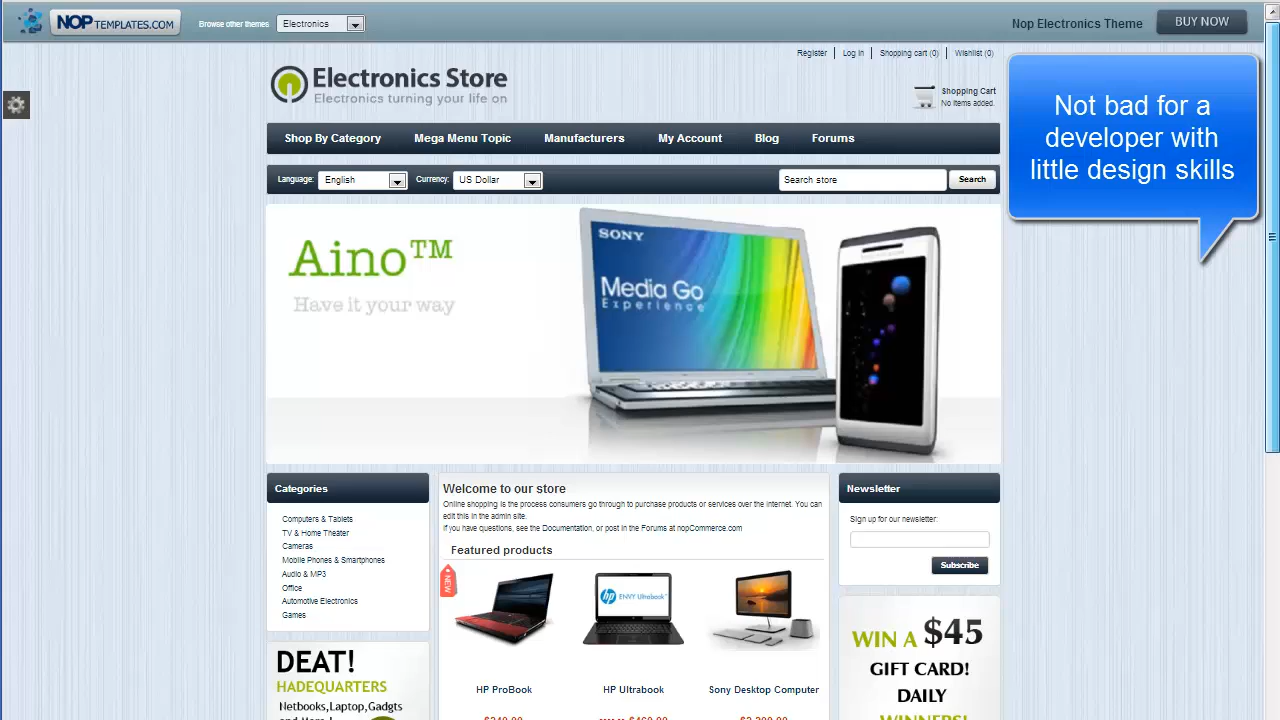 NOPTEMPLATES.COM
Browse other themes
Electronics
Nop Electronics Theme
BUY NOW
Register
Log in
Shopping cart (0)
Wishlist (0)
Electronics Store
Electronics turning your life on
Shopping Cart
No items added.
Not bad for a
developer with
little design skills
Shop By Category
Mega Menu Topic
Manufacturers
My Account
Blog
Forums
Language:
English
Currency:
US Dollar
Search store
Search
Aino™
Have it your way
SONY
Media Go
Experience
Categories
Computers & Tablets
TV & Home Theater
Cameras
Mobile Phones & Smartphones
Audio & MP3
Office
Automotive Electronics
Games
DEAT!
HADEQUARTERS
Netbooks,Laptop,Gadgts
and More !
Welcome to our store
Online shopping is the process consumers go through to purchase products or services over the internet. You can
edit this in the admin site.
If you have questions, see the Documentation, or post in the Forums at nopCommerce.com
Featured products
NEW
hp ENVY Ultrabook™
HP ProBook
HP Ultrabook
Sony Desktop Computer
Newsletter
Sign up for our newsletter:
Subscribe
WIN A $45
GIFT CARD!
DAILY
WINNERS!